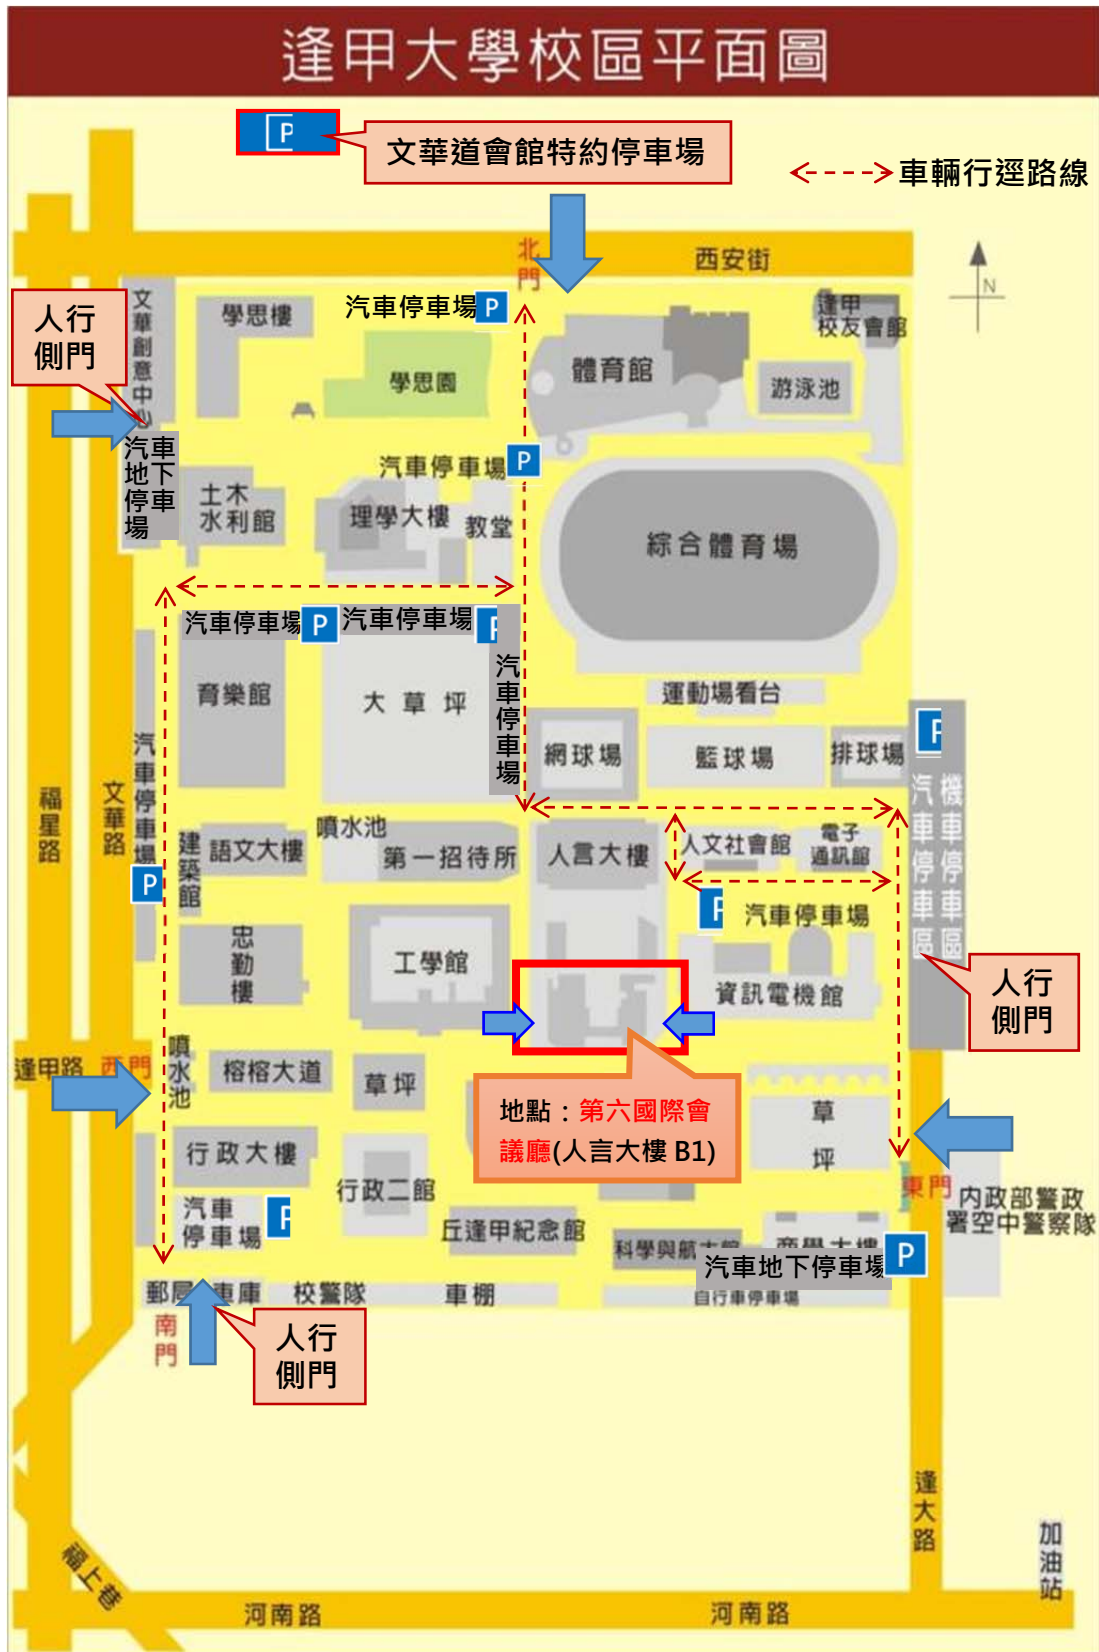 逢甲大學校區平面圖
P
文華道會館特約停車場
車輛行逕路線
北門
西安街
N
人行
側門
文華創意中心
學思樓
汽車停車場
P
學思園
體育館
逢甲
校友會館
游泳池
汽車
地下
停車
場
汽車停車場
P
土木
水利館
理學大樓
教堂
綜合體育場
汽車停車場
P
汽車停車場
P
汽車停車場
育樂館
大草坪
運動場看台
網球場
籃球場
排球場
P
汽車停車區
機車停車區
福星路
文華路
汽車停車場
P
建築館
語文大樓
噴水池
第一招待所
人言大樓
人文社會館
電子
通訊館
P
汽車停車場
忠勤樓
工學館
資訊電機館
人行
側門
逢甲路
西門
噴水池
榕榕大道
草坪
地點：第六國際會
議廳(人言大樓 B1)
草
坪
行政大樓
行政二館
東門
內政部警政
署空中警察隊
汽車
停車場
P
丘逢甲紀念館
科學與航太館
商學大樓
汽車地下停車場
P
郵局
車庫
校警隊
車棚
自行車停車場
南門
人行
側門
逢大路
加油站
福上巷
河南路
河南路